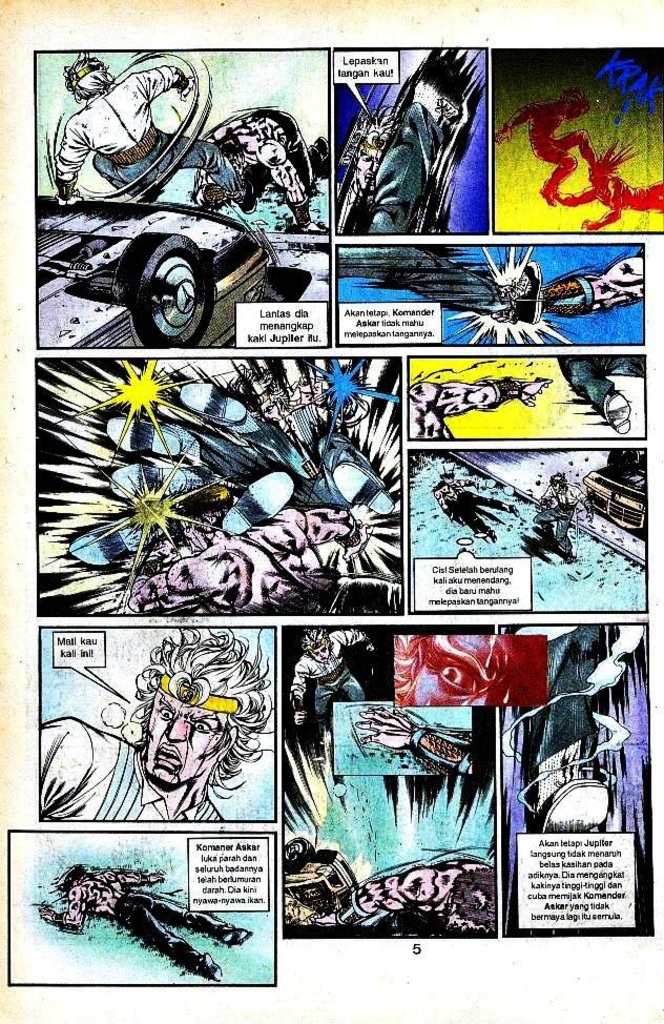 Lepaskan
tangan kau!
KRAK
Lantas dia
menangkap
kaki Jupiter itu.
Akan tetapi, Komander
Askar tidak mahu
melepaskan tangannya.
Cis! Setelah berulang
kali aku menendang,
dia baru mahu
melepaskan tangannya!
Mati kau
kali ini!
Komaner Askar
luka parah dan
seluruh badannya
telah berlumuran
darah. Dia kini
nyawa-nyawa ikan.
Akan tetapi Jupiter
langsung tidak menaruh
belas kasihan pada
adiknya. Dia mengangkat
kakinya tinggi-tinggi dan
cuba memijak Komander
Askar yang tidak
bermaya lagi itu semula.
5